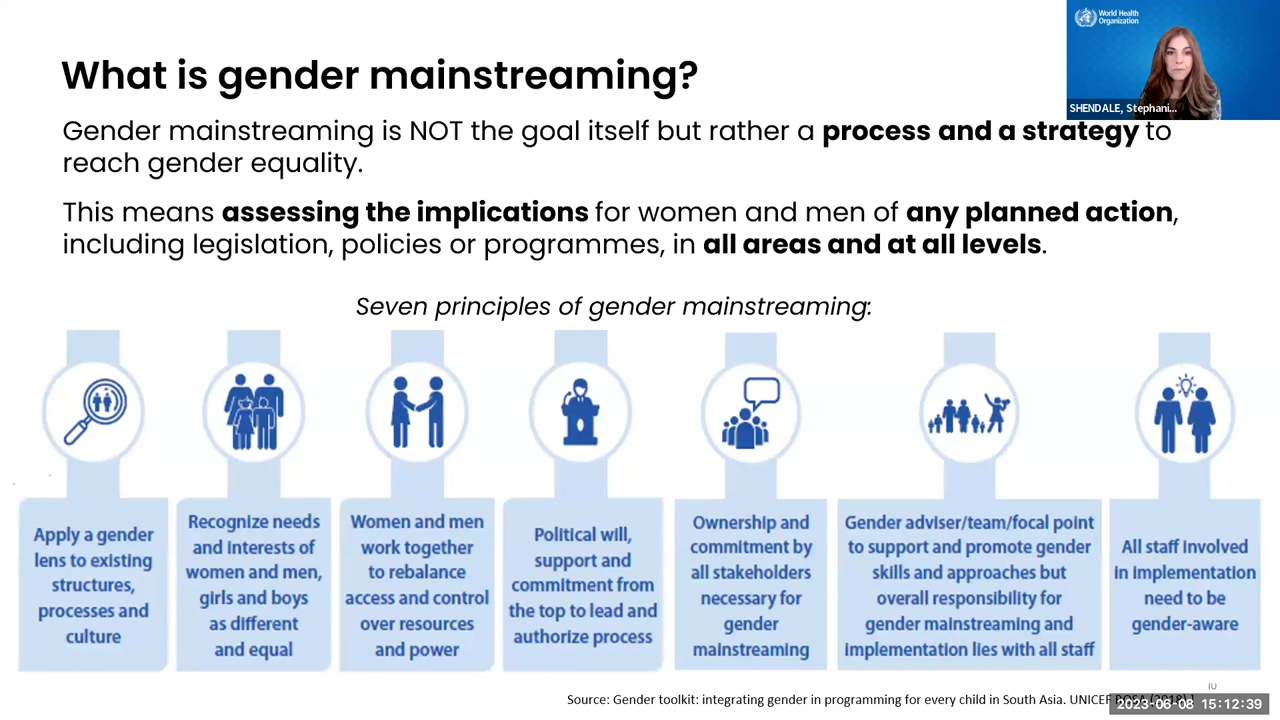 World Health
Organization
SHENDALE, Stephani...
What is gender mainstreaming?
Gender mainstreaming is NOT the goal itself but rather a process and a strategy to
reach gender equality.
This means assessing the implications for women and men of any planned action,
including legislation, policies or programmes, in all areas and at all levels.
Seven principles of gender mainstreaming:
Apply a gender
lens to existing
structures,
processes and
culture
Recognize needs
and interests of
women and men,
girls and boys
as different
and equal
Women and men
work together
to rebalance
access and control
over resources
and power
Political will,
support and
commitment from
the top to lead and
authorize process
Ownership and
commitment by
all stakeholders
necessary for
gender
mainstreaming
Gender adviser/team/focal point
to support and promote gender
skills and approaches but
overall responsibility for
gender mainstreaming and
implementation lies with all staff
All staff involved
in implementation
need to be
gender-aware
10
Source: Gender toolkit: integrating gender in programming for every child in South Asia. UNICEF
2023-06-08 15:12:39